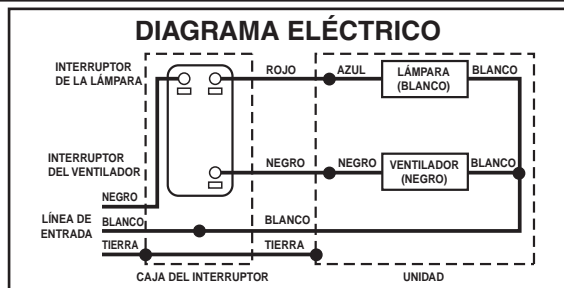 DIAGRAMA ELÉCTRICO
INTERRUPTOR
DE LA LÁMPARA
ROJO
AZUL
LÁMPARA
(BLANCO)
BLANCO
INTERRUPTOR
DEL VENTILADOR
NEGRO
NEGRO
VENTILADOR
(NEGRO)
BLANCO
NEGRO
LÍNEA DE
ENTRADA
BLANCO
BLANCO
TIERRA
TIERRA
CAJA DEL INTERRUPTOR
UNIDAD